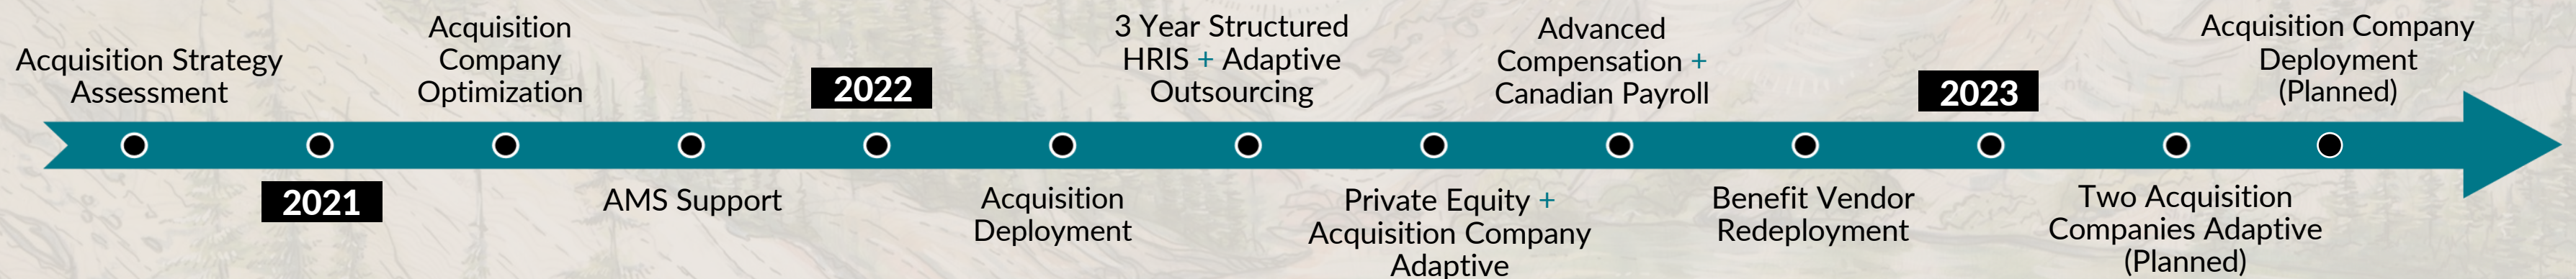 Acquisition Strategy
Assessment
2021
Acquisition
Company
Optimization
AMS Support
2022
Acquisition
Deployment
3 Year Structured
HRIS + Adaptive
Outsourcing
Private Equity +
Acquisition Company
Adaptive
Advanced
Compensation +
Canadian Payroll
Benefit Vendor
Redeployment
2023
Two Acquisition
Companies Adaptive
(Planned)
Acquisition Company
Deployment
(Planned)